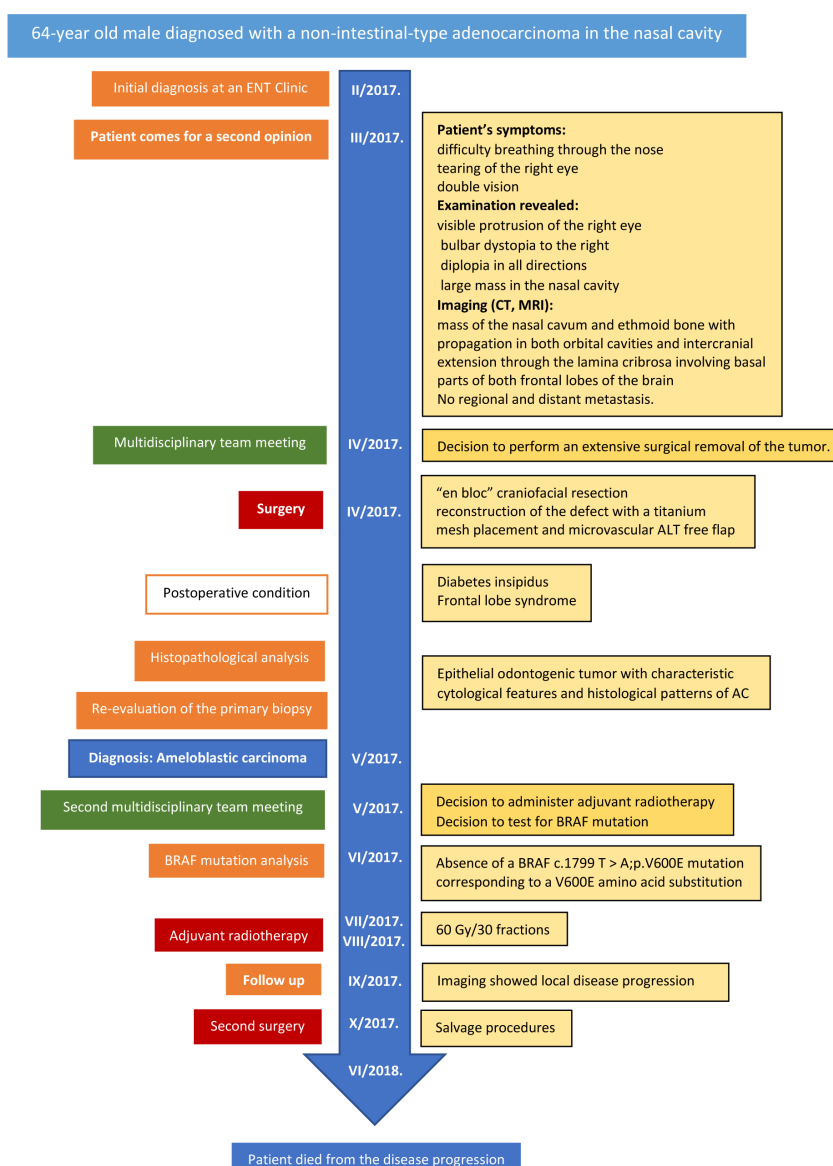 64-year old male diagnosed with a non-intestinal-type adenocarcinoma in the nasal cavity
Initial diagnosis at an ENT Clinic
II/2017.
Patient comes for a second opinion
III/2017.
Patient's symptoms:
difficulty breathing through the nose
tearing of the right eye
double vision
Examination revealed:
visible protrusion of the right eye
bulbar dystopia to the right
diplopia in all directions
large mass in the nasal cavity
Imaging (CT, MRI):
mass of the nasal cavum and ethmoid bone with
propagation in both orbital cavities and intercranial
extension through the lamina cribrosa involving basal
parts of both frontal lobes of the brain
No regional and distant metastasis.
Multidisciplinary team meeting
IV/2017.
Decision to perform an extensive surgical removal of the tumor.
Surgery
IV/2017.
"en bloc" craniofacial resection
reconstruction of the defect with a titanium
mesh placement and microvascular ALT free flap
Postoperative condition
Diabetes insipidus
Frontal lobe syndrome
Histopathological analysis
Re-evaluation of the primary biopsy
Epithelial odontogenic tumor with characteristic
cytological features and histological patterns of AC
Diagnosis: Ameloblastic carcinoma
V/2017.
Second multidisciplinary team meeting
V/2017.
Decision to administer adjuvant radiotherapy
Decision to test for BRAF mutation
BRAF mutation analysis
VI/2017.
Absence of a BRAF c.1799 T > A;p.V600E mutation
corresponding to a V600E amino acid substitution
Adjuvant radiotherapy
VII/2017.
VIII/2017.
60 Gy/30 fractions
Follow up
IX/2017.
Imaging showed local disease progression
Second surgery
X/2017.
Salvage procedures
VI/2018.
Patient died from the disease progression